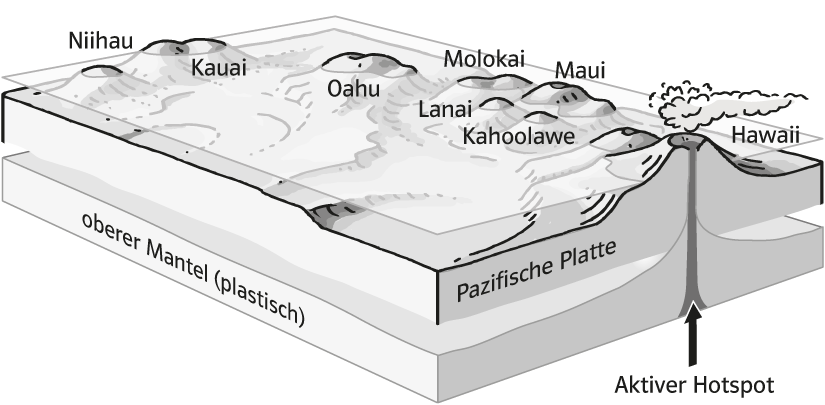 Niihau
Kauai
Oahu
Molokai
Maui
Lanai
Kahoolawe
Hawaii
oberer Mantel (plastisch)
Pazifische Platte
Aktiver Hotspot